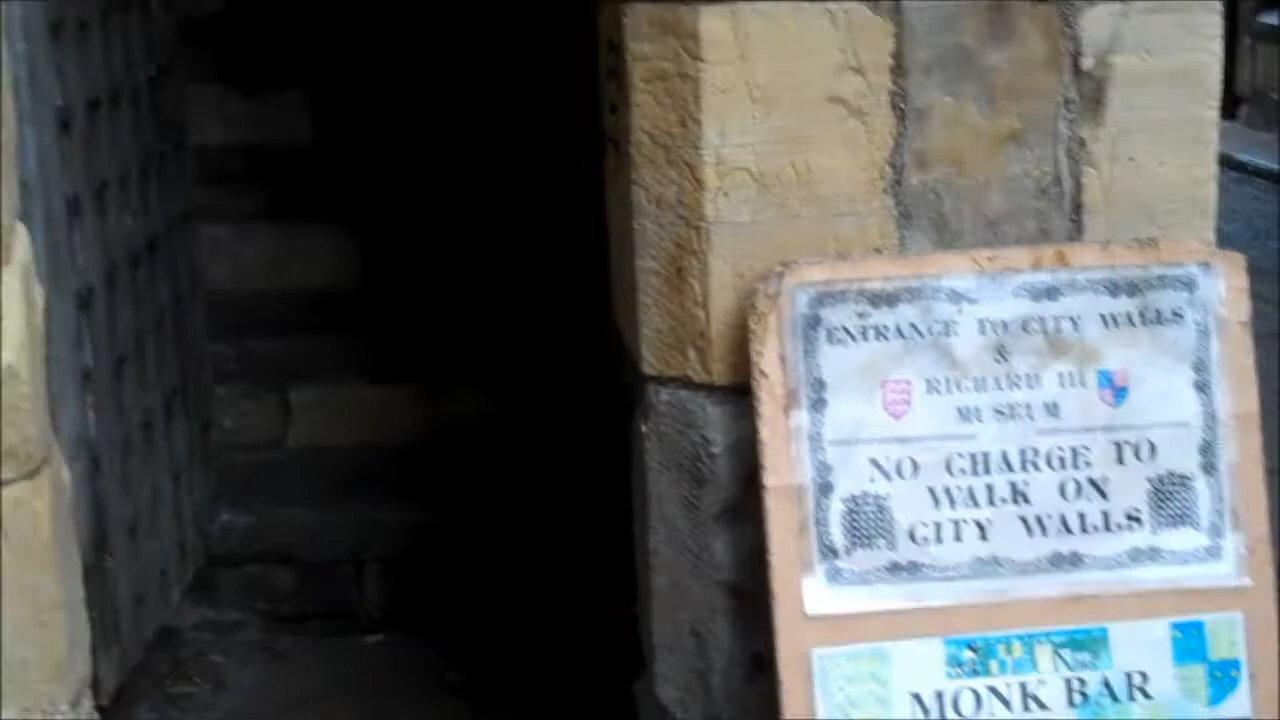 ENTRANCE TO CITY WALLS
&
RICHARD III
MUSEUM
NO CHARGE TO
WALK ON
CITY WALLS
MONK BAR